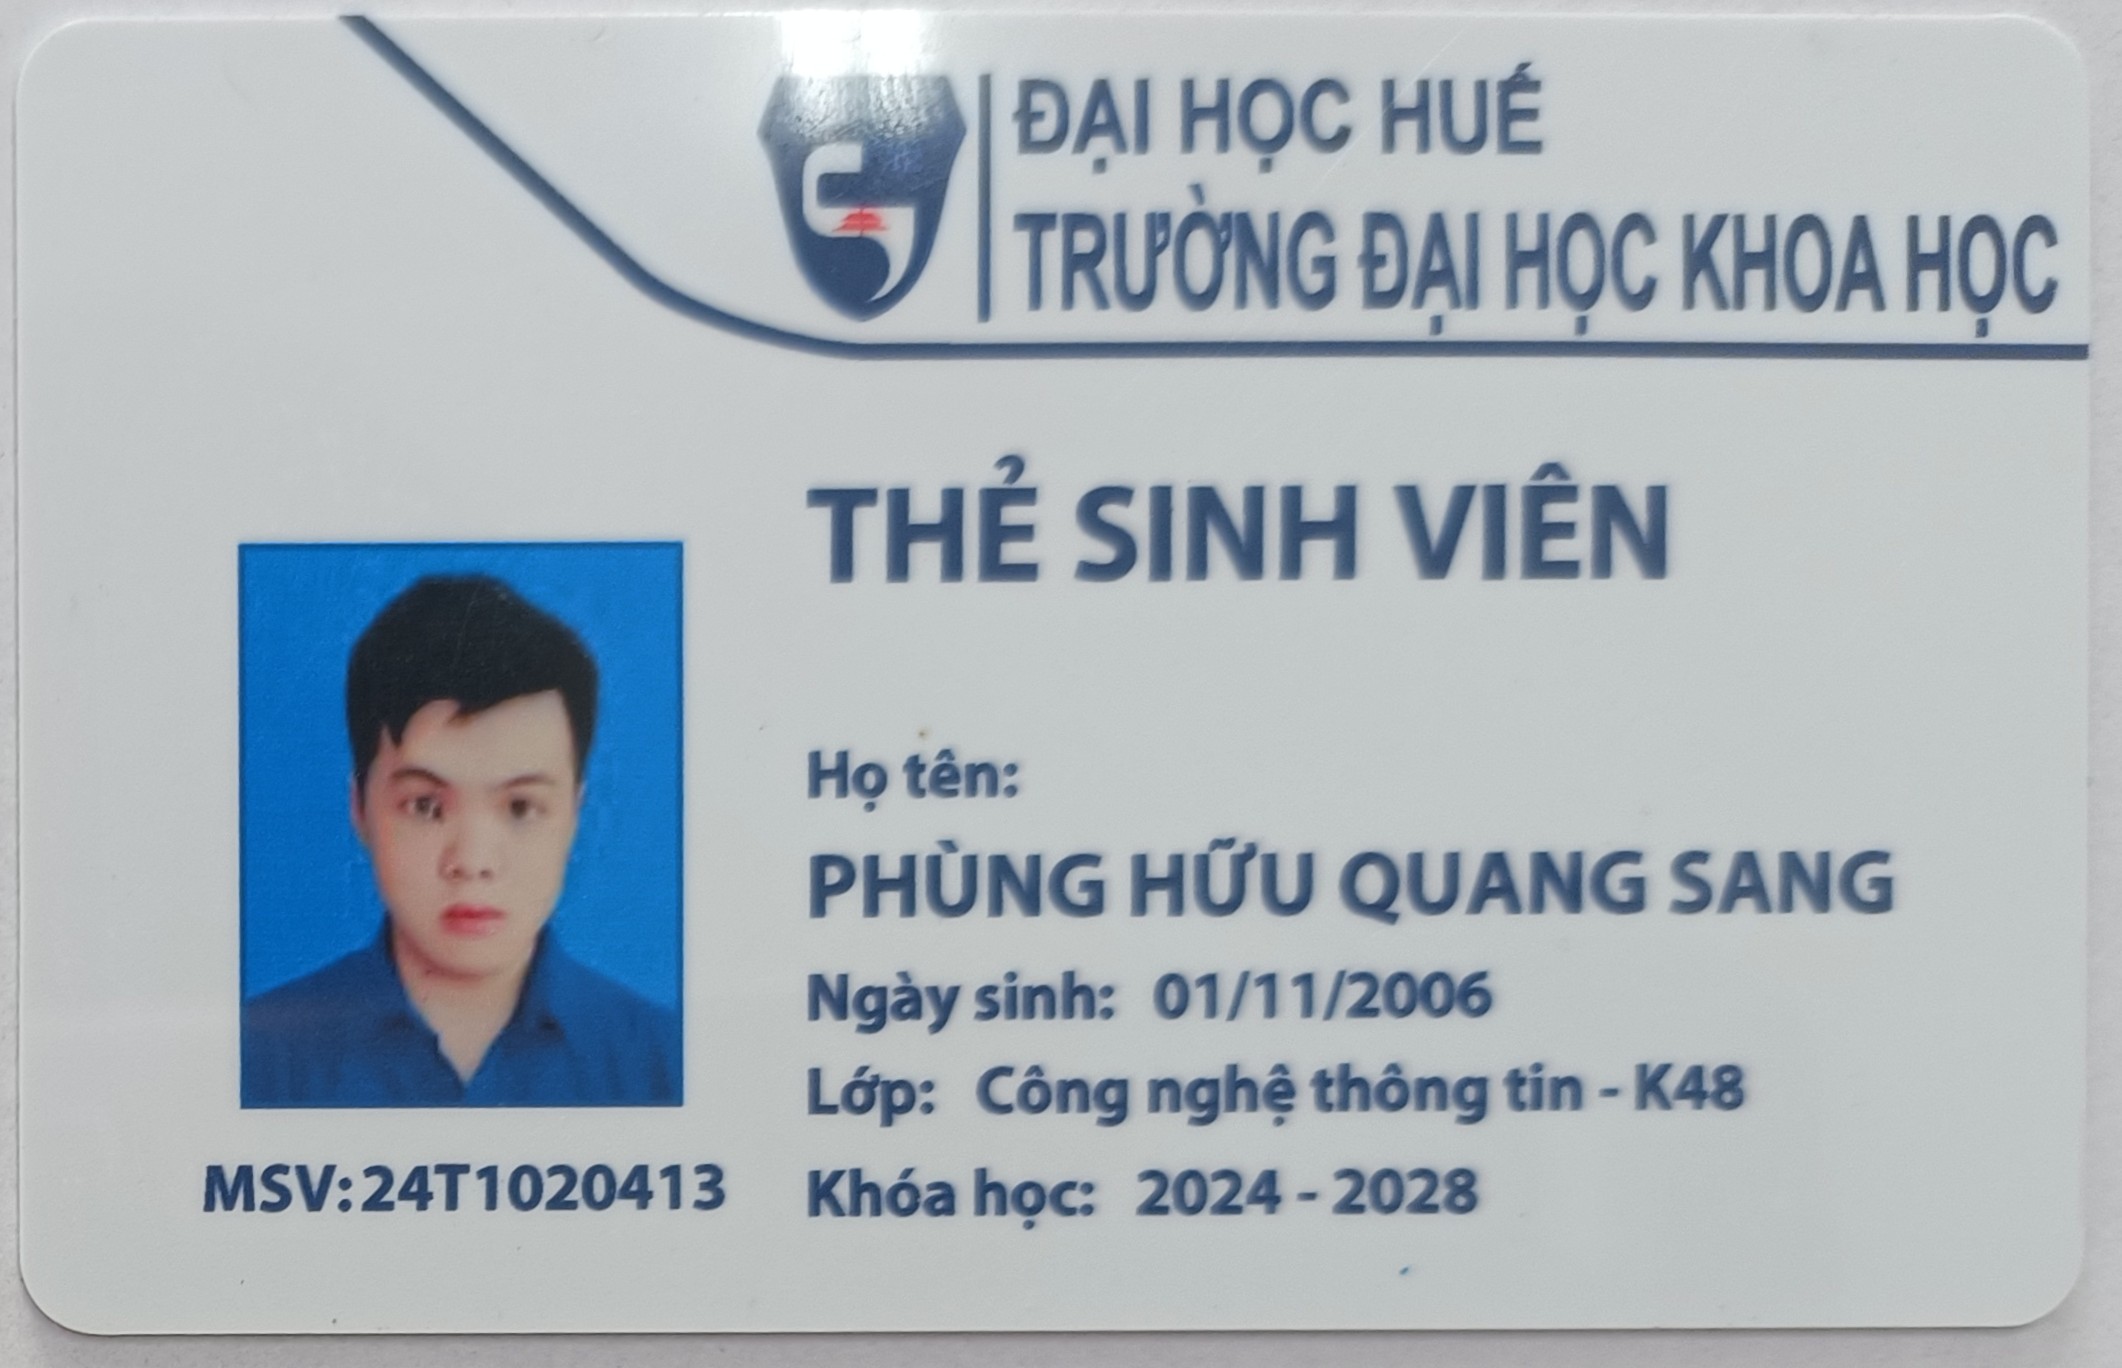 ĐẠI HỌC HUẾ
TRƯỜNG ĐẠI HỌC KHOA HỌC
THẺ SINH VIÊN
Họ tên:
PHÙNG HỮU QUANG SANG
Ngày sinh: 01/11/2006
Lớp: Công nghệ thông tin - K48
Khóa học: 2024 - 2028
MSV: 24T1020413